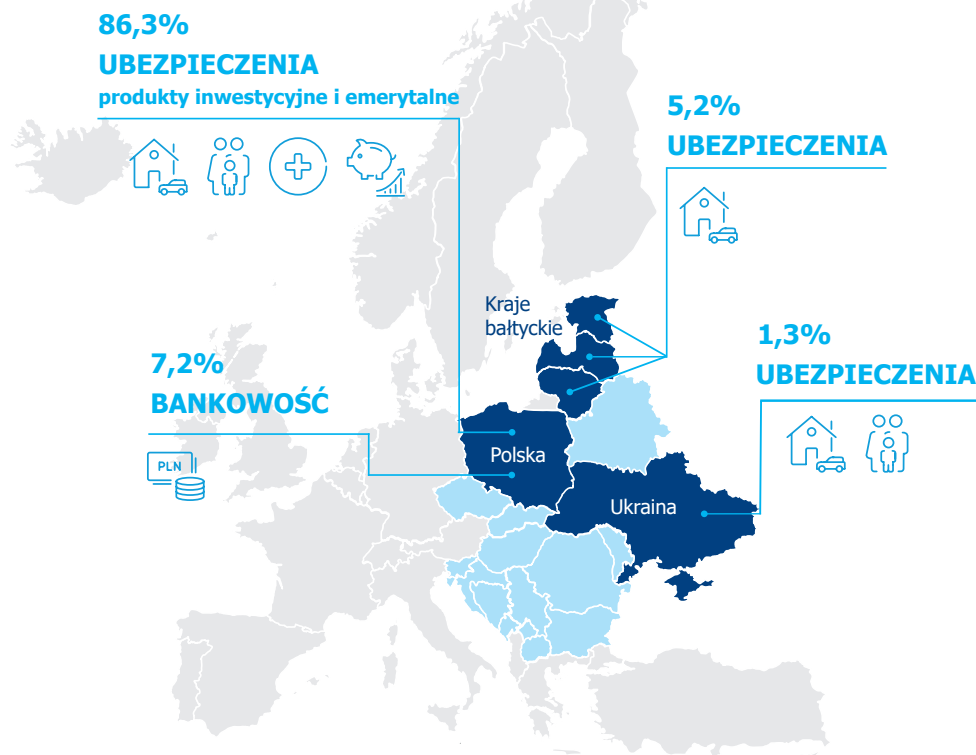 86,3%
UBEZPIECZENIA
produkty inwestycyjne i emerytalne
5,2%
UBEZPIECZENIA
Kraje
bałtyckie
1,3%
UBEZPIECZENIA
7,2%
BANKOWOŚĆ
PLN
Polska
Ukraina